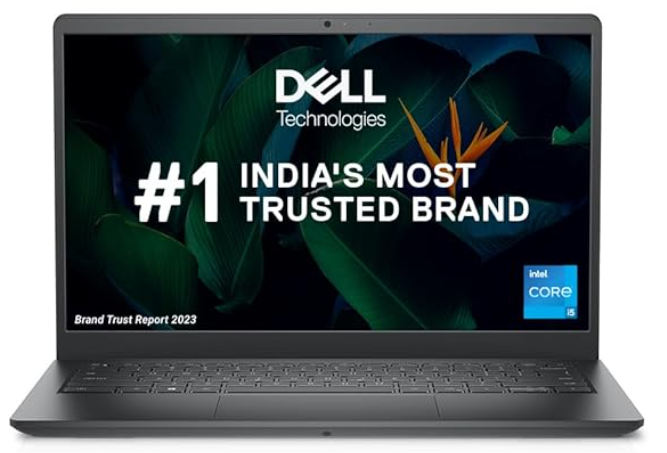 DELL
Technologies
#1 INDIA'S MOST
TRUSTED BRAND
intel
CORE
i5
Brand Trust Report 2023